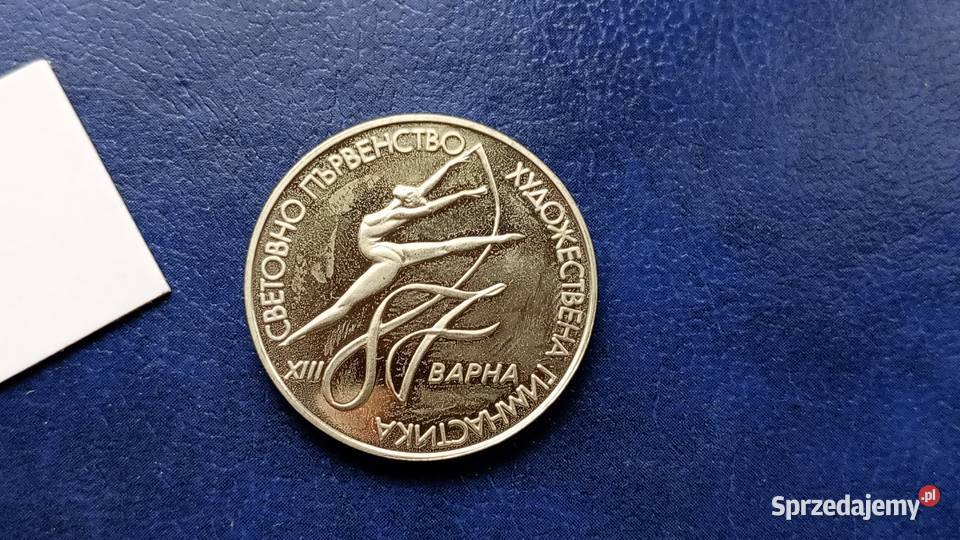 СВЕТОВНО ПЪРВЕНСТВО ХУДОЖЕСТВЕНА ГИМНАСТИКА
XIII
87
ВАРНА
Sprzedajemy.pl